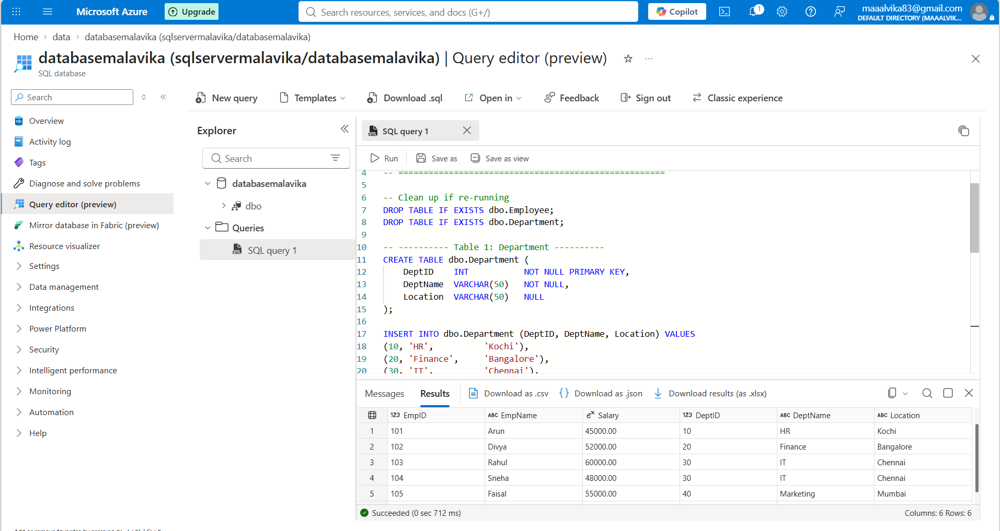 Microsoft Azure
Upgrade
Search resources, services, and docs (G+/)
Copilot
1
maaalvika83@gmail.com
DEFAULT DIRECTORY (MAAALVIK...
Home > data > databasemalavika (sqlservermalavika/databasemalavika)
databasemalavika (sqlservermalavika/databasemalavika) | Query editor (preview)
SQL database
Search
New query
Templates
Download .sql
Open in
Feedback
Sign out
Classic experience
Overview
Activity log
Tags
Diagnose and solve problems
Query editor (preview)
Mirror database in Fabric (preview)
Resource visualizer
Settings
Data management
Integrations
Power Platform
Security
Intelligent performance
Monitoring
Automation
Help
Explorer
Search
databasemalavika
dbo
Queries
SQL query 1
SQL query 1
Run
Save as
Save as view
4 -- =====================================================
5
6 -- Clean up if re-running
7 DROP TABLE IF EXISTS dbo.Employee;
8 DROP TABLE IF EXISTS dbo.Department;
9
10 -- ---------- Table 1: Department ----------
11 CREATE TABLE dbo.Department (
12 DeptID INT NOT NULL PRIMARY KEY,
13 DeptName VARCHAR(50) NOT NULL,
14 Location VARCHAR(50) NULL
15 );
16
17 INSERT INTO dbo.Department (DeptID, DeptName, Location) VALUES
18 (10, 'HR', 'Kochi'),
19 (20, 'Finance', 'Bangalore'),
20 (30, 'IT', 'Chennai'),
Messages
Results
Download as .csv
Download as .json
Download results (as .xlsx)
123 EmpID ABC EmpName Salary 123 DeptID ABC DeptName ABC Location
1 101 Arun 45000.00 10 HR Kochi
2 102 Divya 52000.00 20 Finance Bangalore
3 103 Rahul 60000.00 30 IT Chennai
4 104 Sneha 48000.00 30 IT Chennai
5 105 Faisal 55000.00 40 Marketing Mumbai
Succeeded (0 sec 712 ms)
Columns: 6 Rows: 6
Add or remove favorites by pressing